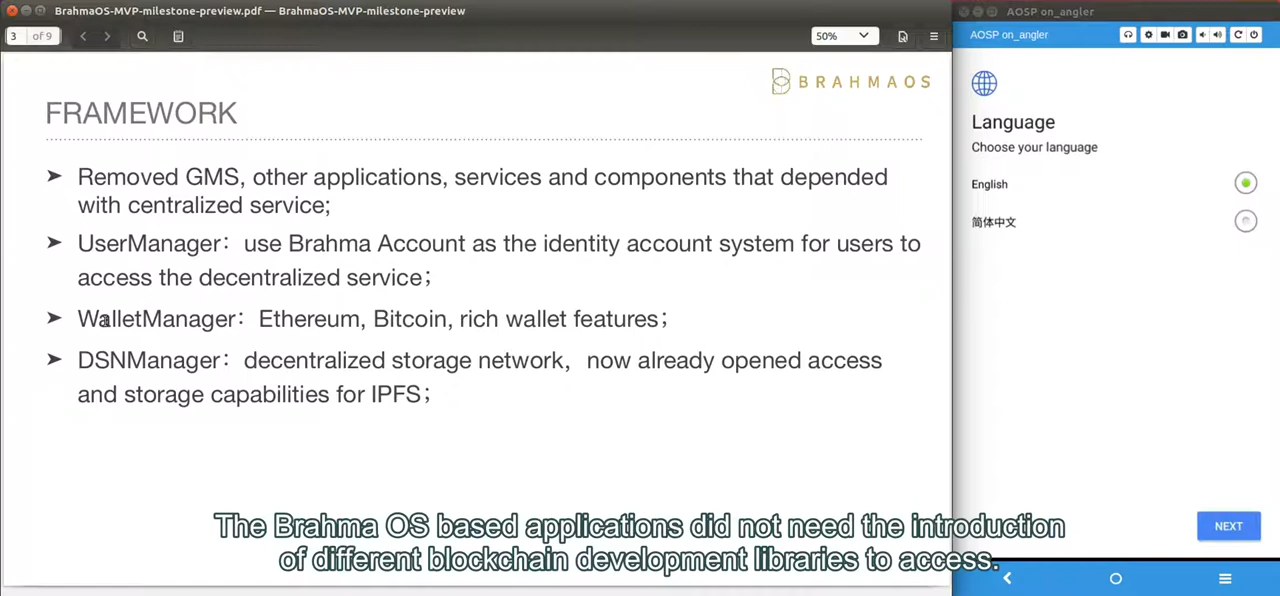 BrahmaOS-MVP-milestone-preview.pdf — BrahmaOS-MVP-milestone-preview
3 of 9
50%
BRAHMAOS
FRAMEWORK
➤ Removed GMS, other applications, services and components that depended
with centralized service;
➤ UserManager：use Brahma Account as the identity account system for users to
access the decentralized service；
➤ WalletManager：Ethereum, Bitcoin, rich wallet features；
➤ DSNManager：decentralized storage network，now already opened access
and storage capabilities for IPFS；
The Brahma OS based applications did not need the introduction
of different blockchain development libraries to access.
AOSP on_angler
AOSP on_angler
Language
Choose your language
English
简体中文
NEXT